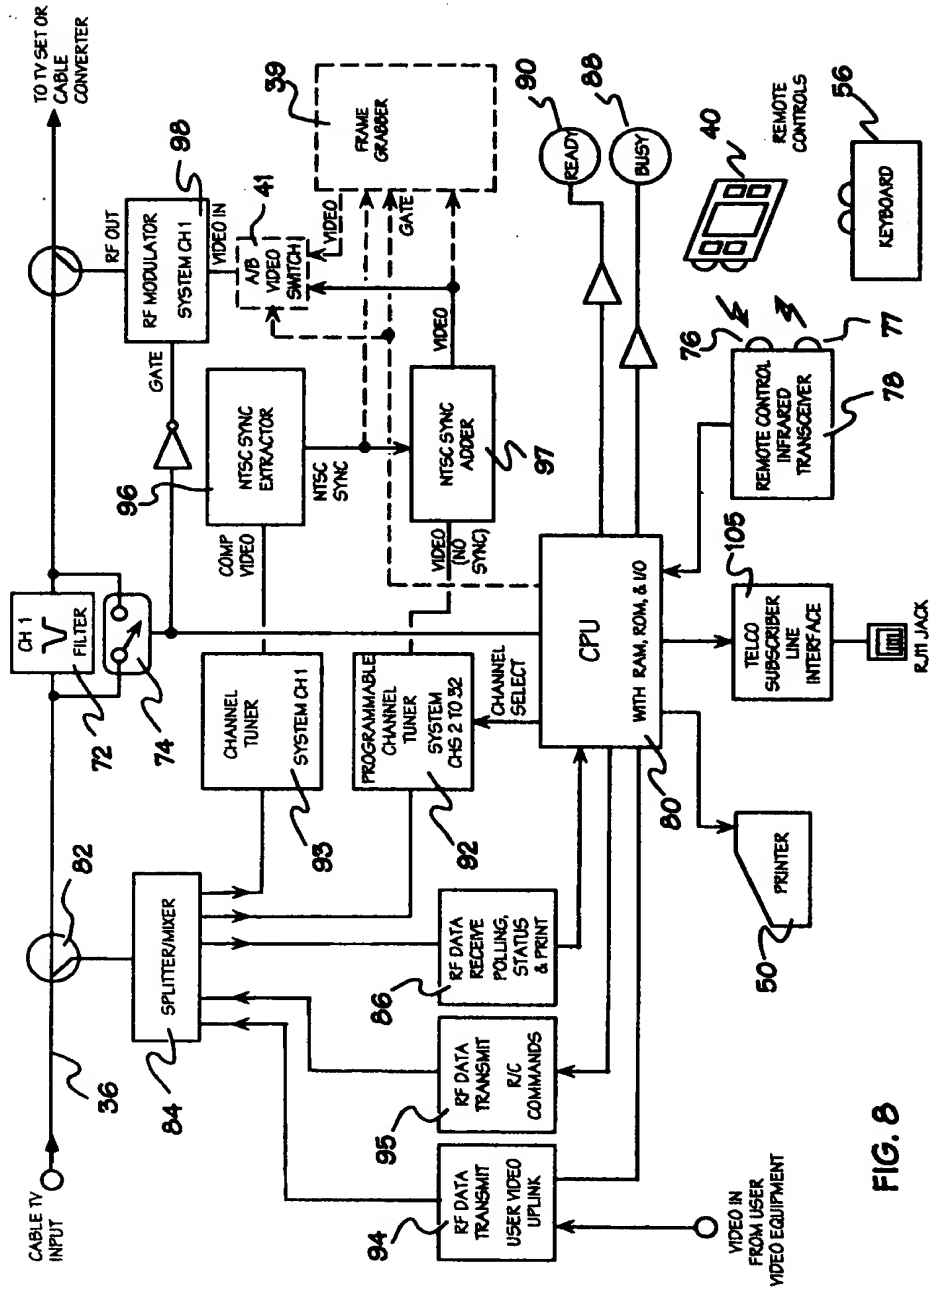 CABLE TV
INPUT
36
82
SPLITTER/MIXER
84
72
CH 1
FILTER
74
TO TV SET OR
CABLE
CONVERTER
RF OUT
RF MODULATOR
SYSTEM CH 1
98
VIDEO IN
GATE
41
A/B
VIDEO
SWITCH
VIDEO
GATE
39
FRAME
GRABBER
CHANNEL
TUNER
SYSTEM CH 1
93
COMP
VIDEO
NTSC SYNC
EXTRACTOR
96
NTSC
SYNC
PROGRAMMABLE
CHANNEL
TUNER
SYSTEM
CHS 2 TO 32
92
VIDEO
(NO
SYNC)
NTSC SYNC
ADDER
97
VIDEO
CHANNEL
SELECT
RF DATA
TRANSMIT
USER VIDEO
UPLINK
94
RF DATA
TRANSMIT
R/C
COMMANDS
95
RF DATA
RECEIVE
POLLING,
STATUS
& PRINT
86
CPU
WITH RAM, ROM, & I/O
80
READY
90
BUSY
88
VIDEO IN
FROM USER
VIDEO EQUIPMENT
PRINTER
50
TELCO
SUBSCRIBER
LINE
INTERFACE
105
RJ11 JACK
REMOTE CONTROL
INFRARED
TRANSCEIVER
78
76
77
40
REMOTE
CONTROLS
KEYBOARD
56
FIG. 8